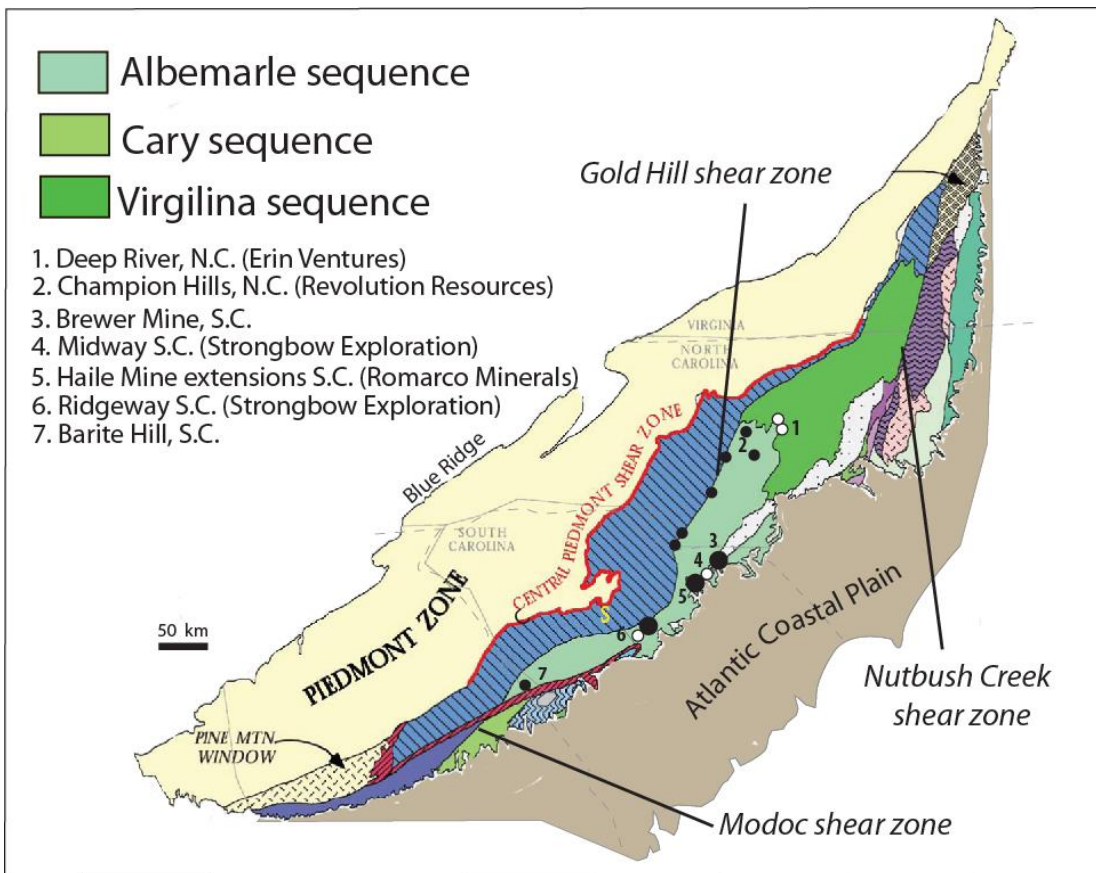 Albemarle sequence
Cary sequence
Virgilina sequence
1. Deep River, N.C. (Erin Ventures)
2. Champion Hills, N.C. (Revolution Resources)
3. Brewer Mine, S.C.
4. Midway S.C. (Strongbow Exploration)
5. Haile Mine extensions S.C. (Romarco Minerals)
6. Ridgeway S.C. (Strongbow Exploration)
7. Barite Hill, S.C.
Gold Hill shear zone
VIRGINIA
NORTH
CAROLINA
Blue Ridge
CENTRAL PIEDMONT SHEAR ZONE
SOUTH
CAROLINA
1
2
3
4
5
S
6
7
50 km
PIEDMONT ZONE
Atlantic Coastal Plain
Nutbush Creek
shear zone
PINE MTN.
WINDOW
Modoc shear zone